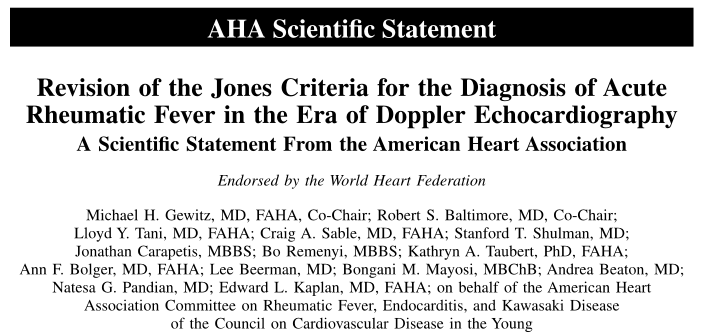 AHA Scientific Statement
Revision of the Jones Criteria for the Diagnosis of Acute
Rheumatic Fever in the Era of Doppler Echocardiography
A Scientific Statement From the American Heart Association
Endorsed by the World Heart Federation
Michael H. Gewitz, MD, FAHA, Co-Chair; Robert S. Baltimore, MD, Co-Chair;
Lloyd Y. Tani, MD, FAHA; Craig A. Sable, MD, FAHA; Stanford T. Shulman, MD;
Jonathan Carapetis, MBBS; Bo Remenyi, MBBS; Kathryn A. Taubert, PhD, FAHA;
Ann F. Bolger, MD, FAHA; Lee Beerman, MD; Bongani M. Mayosi, MBChB; Andrea Beaton, MD;
Natesa G. Pandian, MD; Edward L. Kaplan, MD, FAHA; on behalf of the American Heart
Association Committee on Rheumatic Fever, Endocarditis, and Kawasaki Disease
of the Council on Cardiovascular Disease in the Young